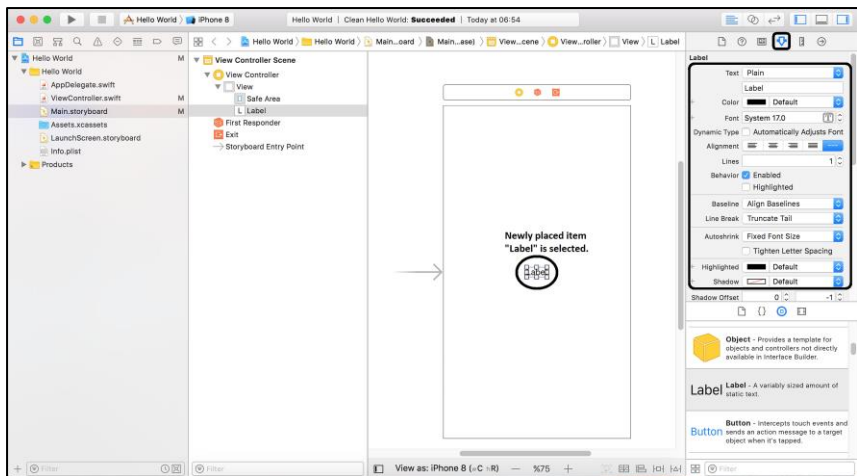 Hello World
iPhone 8
Hello World | Clean Hello World: Succeeded | Today at 06:54
Hello World
M
Hello World
AppDelegate.swift
ViewController.swift
M
Main.storyboard
M
Assets.xcassets
LaunchScreen.storyboard
Info.plist
Products
Filter
Hello World
Hello World
Main...oard
Main...ase)
View...cene
View...roller
View
L Label
View Controller Scene
View Controller
View
Safe Area
L Label
First Responder
Exit
Storyboard Entry Point
Filter
Newly placed item
"Label" is selected.
Label
View as: iPhone 8 (wC hR)
%75
Label
Text Plain
Label
Color Default
Font System 17.0
Dynamic Type Automatically Adjusts Font
Alignment
Lines 1
Behavior Enabled
Highlighted
Baseline Align Baselines
Line Break Truncate Tail
Autoshrink Fixed Font Size
Tighten Letter Spacing
Highlighted Default
Shadow Default
Shadow Offset 0 -1
Object - Provides a template for
objects and controllers not directly
available in Interface Builder.
Label
Label - A variably sized amount of
static text.
Button
Button - Intercepts touch events and
sends an action message to a target
object when it's tapped.
Filter